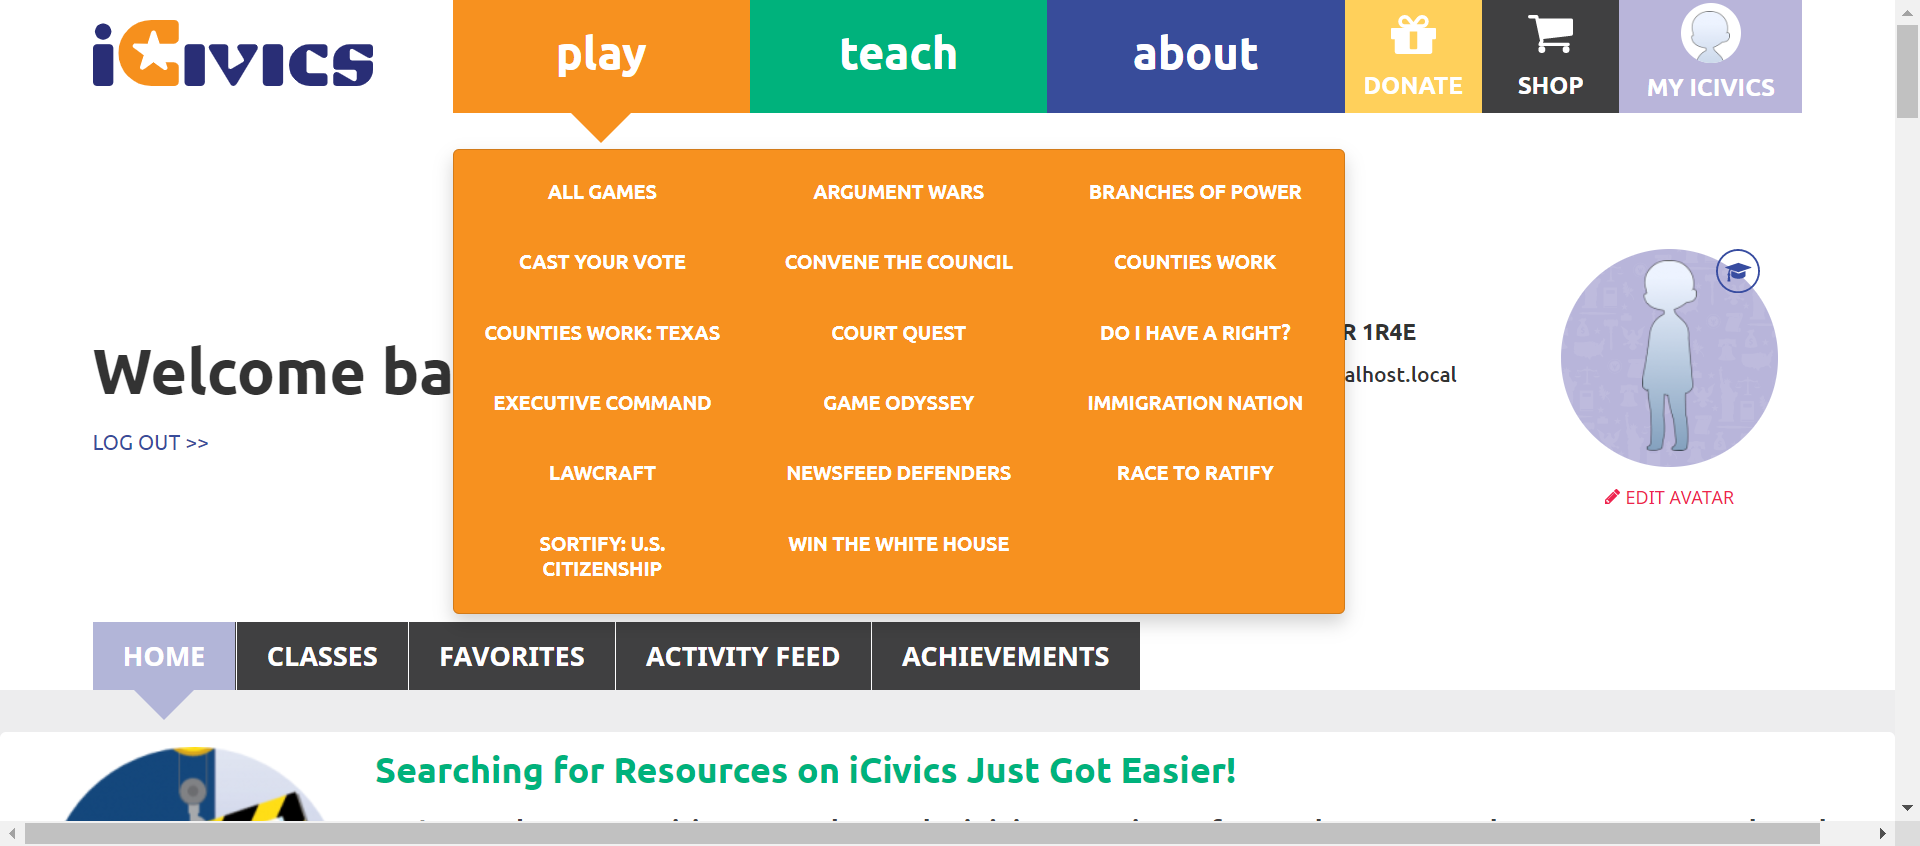 iCivics
play
teach
about
DONATE
SHOP
MY ICIVICS
ALL GAMES
ARGUMENT WARS
BRANCHES OF POWER
CAST YOUR VOTE
CONVENE THE COUNCIL
COUNTIES WORK
COUNTIES WORK: TEXAS
COURT QUEST
DO I HAVE A RIGHT?
R 1R4E
Welcome ba
alhost.local
EXECUTIVE COMMAND
GAME ODYSSEY
IMMIGRATION NATION
LOG OUT >>
LAWCRAFT
NEWSFEED DEFENDERS
RACE TO RATIFY
EDIT AVATAR
SORTIFY: U.S.
CITIZENSHIP
WIN THE WHITE HOUSE
HOME
CLASSES
FAVORITES
ACTIVITY FEED
ACHIEVEMENTS
Searching for Resources on iCivics Just Got Easier!